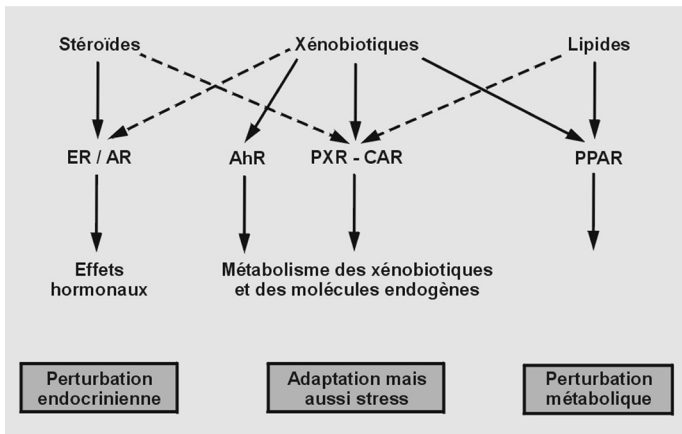 Stéroïdes Xénobiotiques Lipides
ER / AR AhR PXR - CAR PPAR
Effets
hormonaux
Métabolisme des xénobiotiques
et des molécules endogènes
Perturbation
endocrinienne
Adaptation mais
aussi stress
Perturbation
métabolique